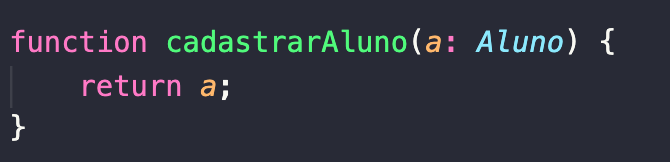 function cadastrarAluno(a: Aluno) {
    return a;
}